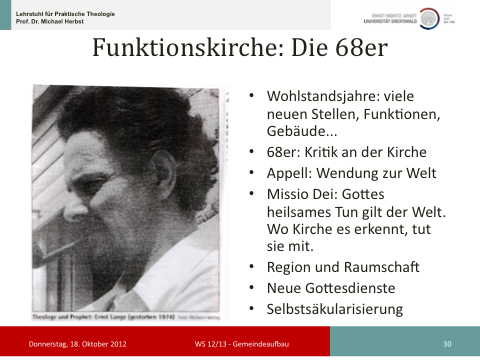 Lehrstuhl für Praktische Theologie
Prof. Dr. Michael Herbst
ERNST MORITZ ARNDT
UNIVERSITÄT GREIFSWALD
Funktionskirche: Die 68er
• Wohlstandsjahre: viele
neuen Stellen, Funktionen,
Gebäude...
• 68er: Kritik an der Kirche
• Appell: Wendung zur Welt
• Missio Dei: Gottes
heilsames Tun gilt der Welt.
Wo Kirche es erkennt, tut
sie mit.
• Region und Raumschaft
• Neue Gottesdienste
• Selbstsäkularisierung
Theologe und Prophet: Ernst Lange (gestorben 1974)
Donnerstag, 18. Oktober 2012
WS 12/13 - Gemeindeaufbau
30